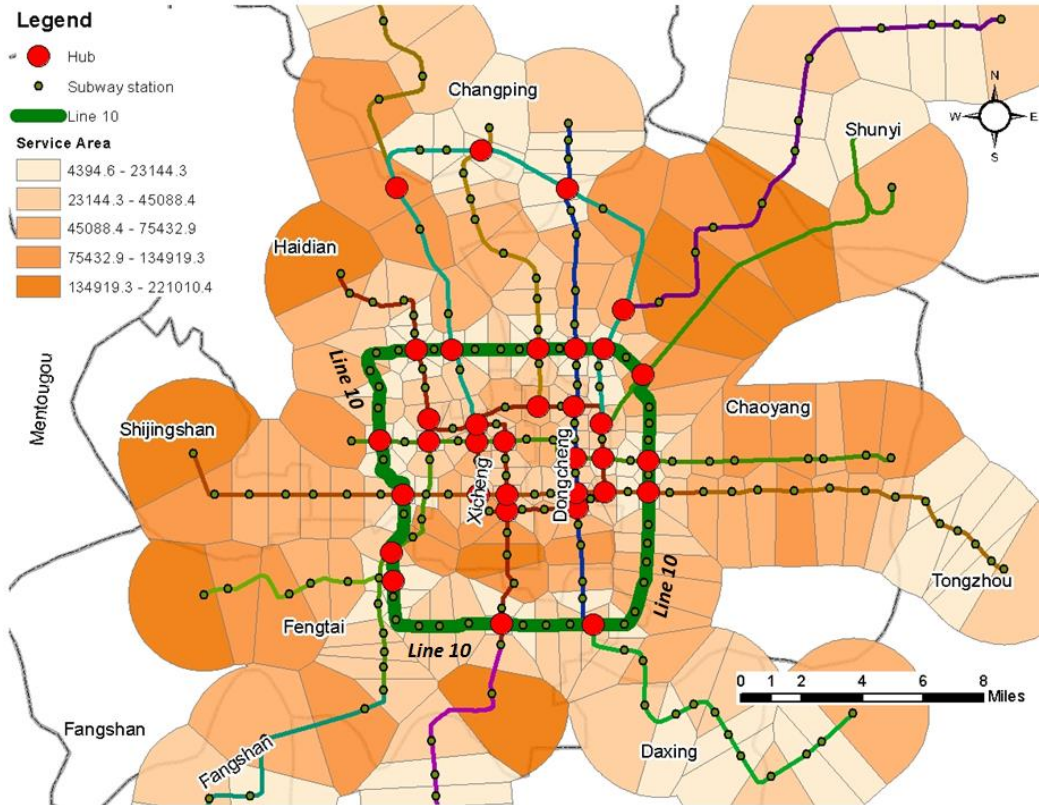 Legend
Hub
Subway station
Line 10
Service Area
4394.6 - 23144.3
23144.3 - 45088.4
45088.4 - 75432.9
75432.9 - 134919.3
134919.3 - 221010.4
Changping
N
W E
S
Shunyi
Haidian
Line 10
Mentougou
Shijingshan
Chaoyang
Xicheng
Dongcheng
Tongzhou
Fengtai
Line 10
Line 10
0 1 2 4 6 8
Miles
Fangshan
Fangshan
Daxing